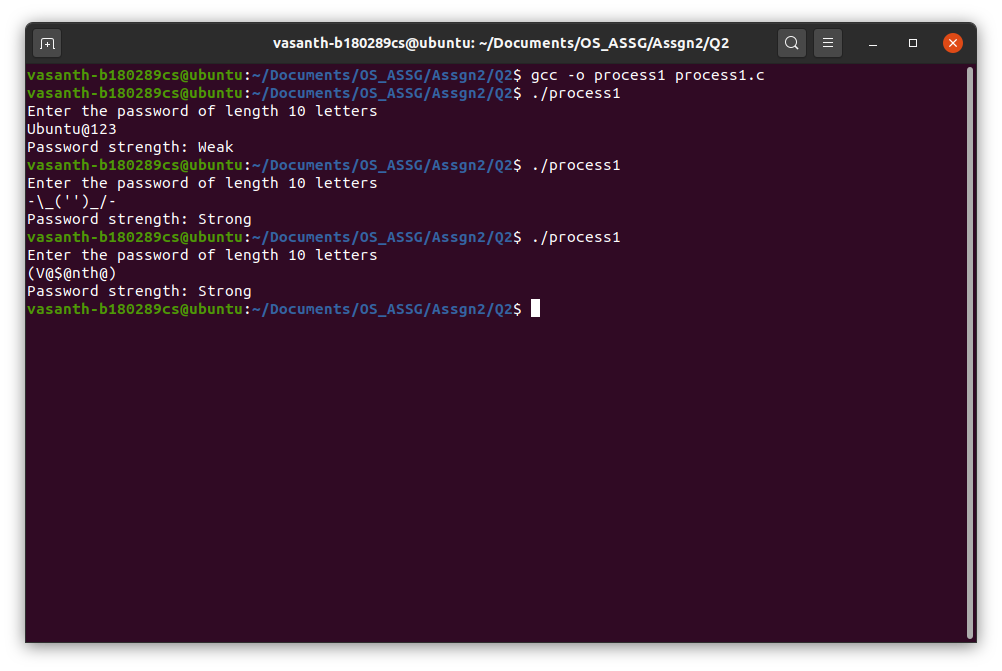 vasanth-b180289cs@ubuntu: ~/Documents/OS_ASSG/Assgn2/Q2
vasanth-b180289cs@ubuntu:~/Documents/OS_ASSG/Assgn2/Q2$ gcc -o process1 process1.c
vasanth-b180289cs@ubuntu:~/Documents/OS_ASSG/Assgn2/Q2$ ./process1
Enter the password of length 10 letters
Ubuntu@123
Password strength: Weak
vasanth-b180289cs@ubuntu:~/Documents/OS_ASSG/Assgn2/Q2$ ./process1
Enter the password of length 10 letters
-\_('')_/-
Password strength: Strong
vasanth-b180289cs@ubuntu:~/Documents/OS_ASSG/Assgn2/Q2$ ./process1
Enter the password of length 10 letters
(V@$@nth@)
Password strength: Strong
vasanth-b180289cs@ubuntu:~/Documents/OS_ASSG/Assgn2/Q2$